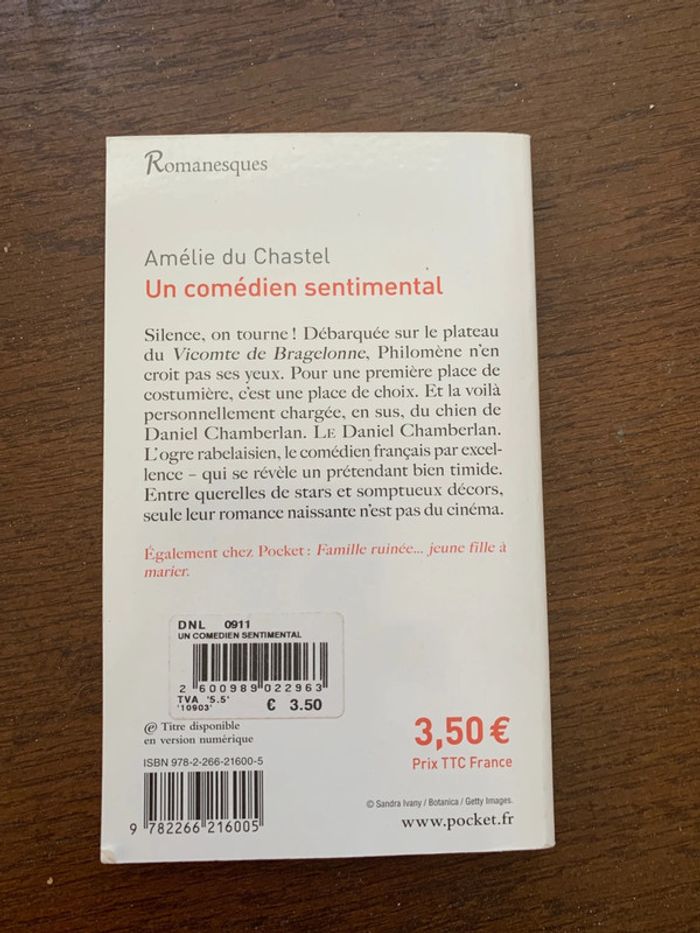 Romanesques
Amélie du Chastel
Un comédien sentimental
Silence, on tourne ! Débarquée sur le plateau
du Vicomte de Bragelonne, Philomène n'en
croit pas ses yeux. Pour une première place de
costumière, c'est une place de choix. Et la voilà
personnellement chargée, en sus, du chien de
Daniel Chamberlan. LE Daniel Chamberlan.
L'ogre rabelaisien, le comédien français par excel-
lence – qui se révèle un prétendant bien timide.
Entre querelles de stars et somptueux décors,
seule leur romance naissante n'est pas du cinéma.
Également chez Pocket : Famille ruinée... jeune fille à
marier.
DNL 0911
UN COMEDIEN SENTIMENTAL
2 600989 022963
TVA '5.5'
'10903' € 3.50
@ Titre disponible
en version numérique
3,50 €
Prix TTC France
ISBN 978-2-266-21600-5
9 782266 216005
© Sandra Ivany / Botanica / Getty Images.
www.pocket.fr